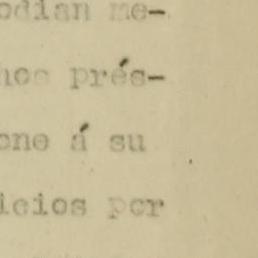 odian me-
hos prés-
one á su
icios por